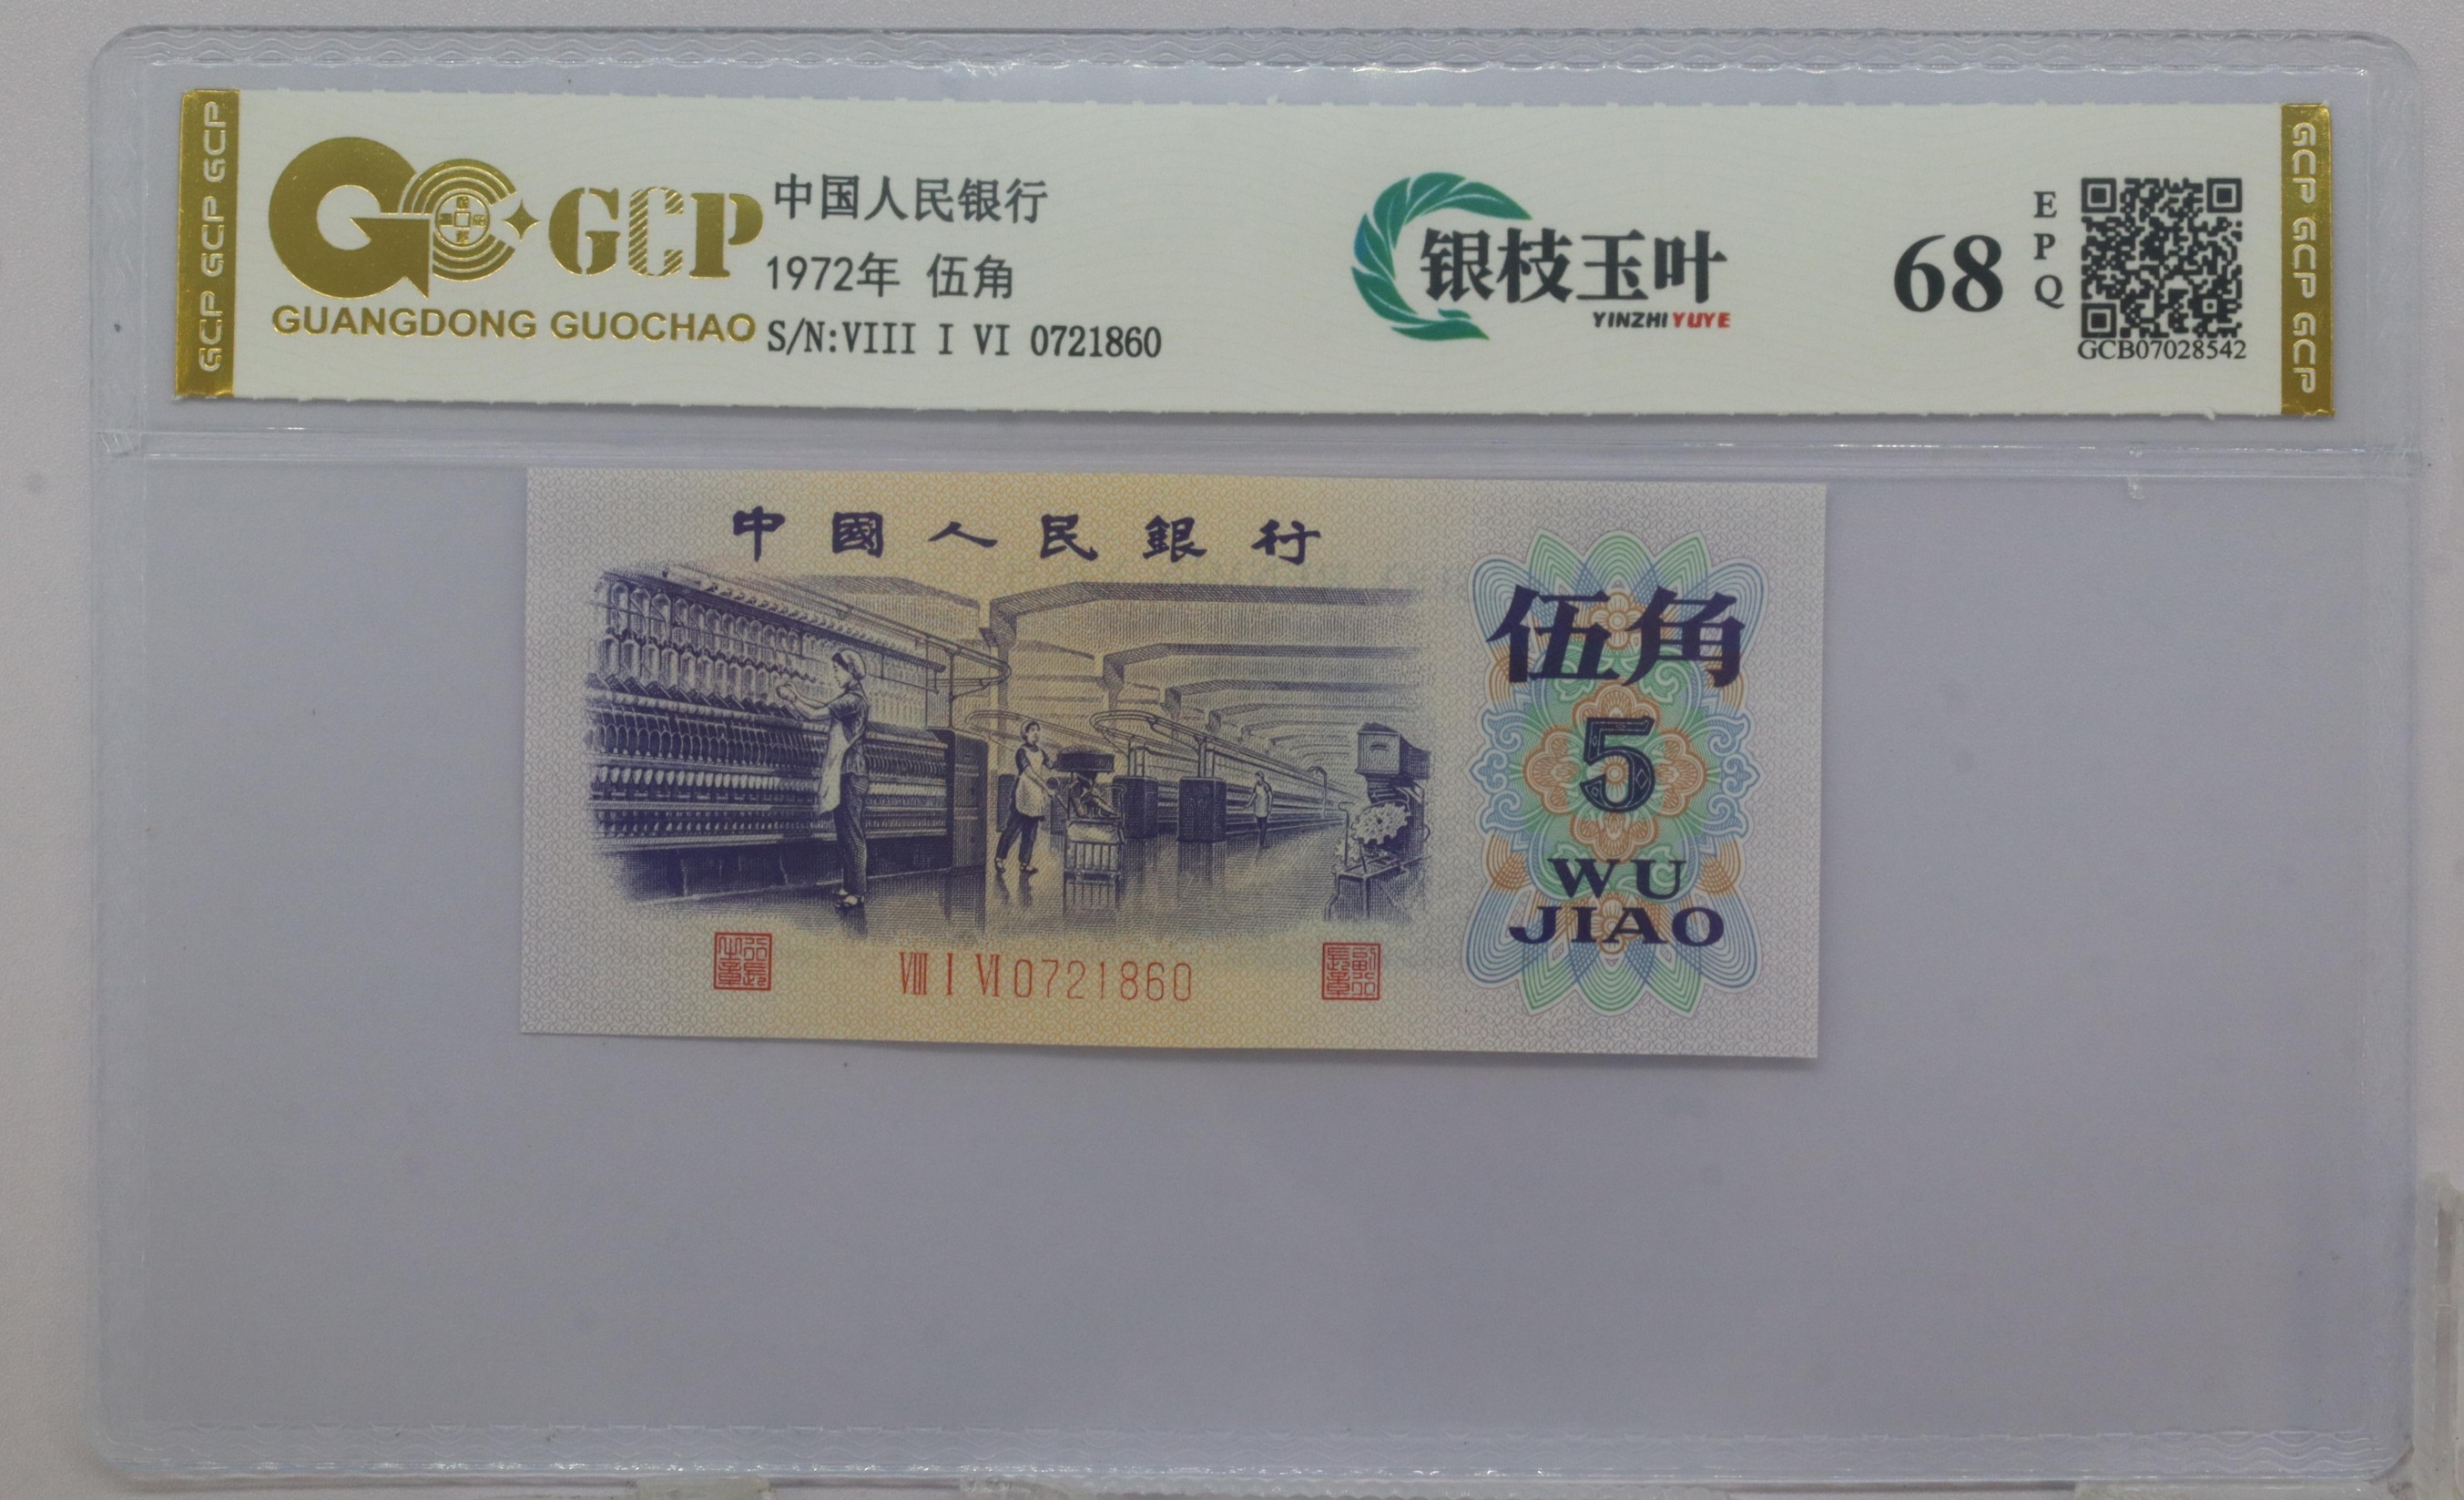 GCP GCP GCP
GCP
GUANGDONG GUOCHAO
中国人民银行
1972年 伍角
S/N:VIII I VI 0721860
银枝玉叶
YINZHIYUYE
68
EPQ
GCB07028542
GCP GCP GCP
中國人民銀行
伍角
5
WU
JIAO
VIII I VI 0721860